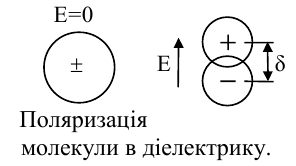 E=0
±
E
+
−
δ
Поляризація
молекули в діелектрику.